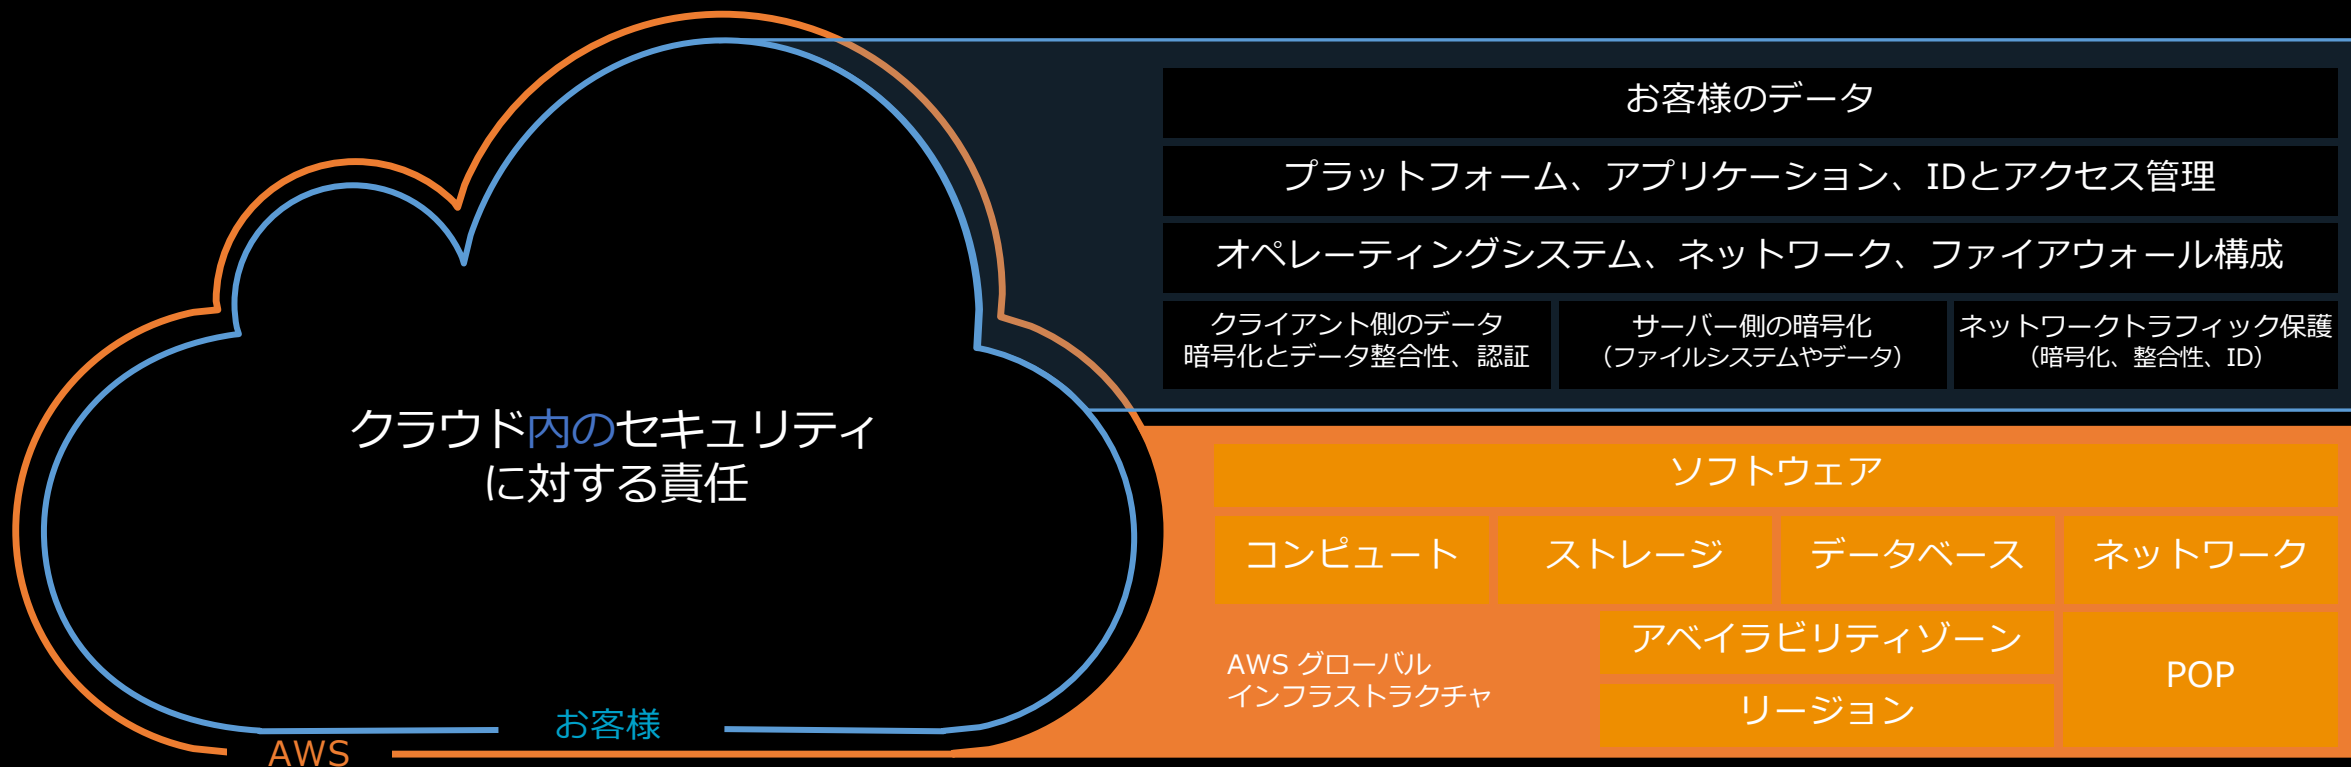 お客様のデータ
プラットフォーム、アプリケーション、IDとアクセス管理
オペレーティングシステム、ネットワーク、ファイアウォール構成
クライアント側のデータ
暗号化とデータ整合性、認証
サーバー側の暗号化
（ファイルシステムやデータ）
ネットワークトラフィック保護
（暗号化、整合性、ID）
クラウド内のセキュリティ
に対する責任
ソフトウェア
コンピュート
ストレージ
データベース
ネットワーク
AWS グローバル
インフラストラクチャ
アベイラビリティゾーン
リージョン
POP
お客様
AWS